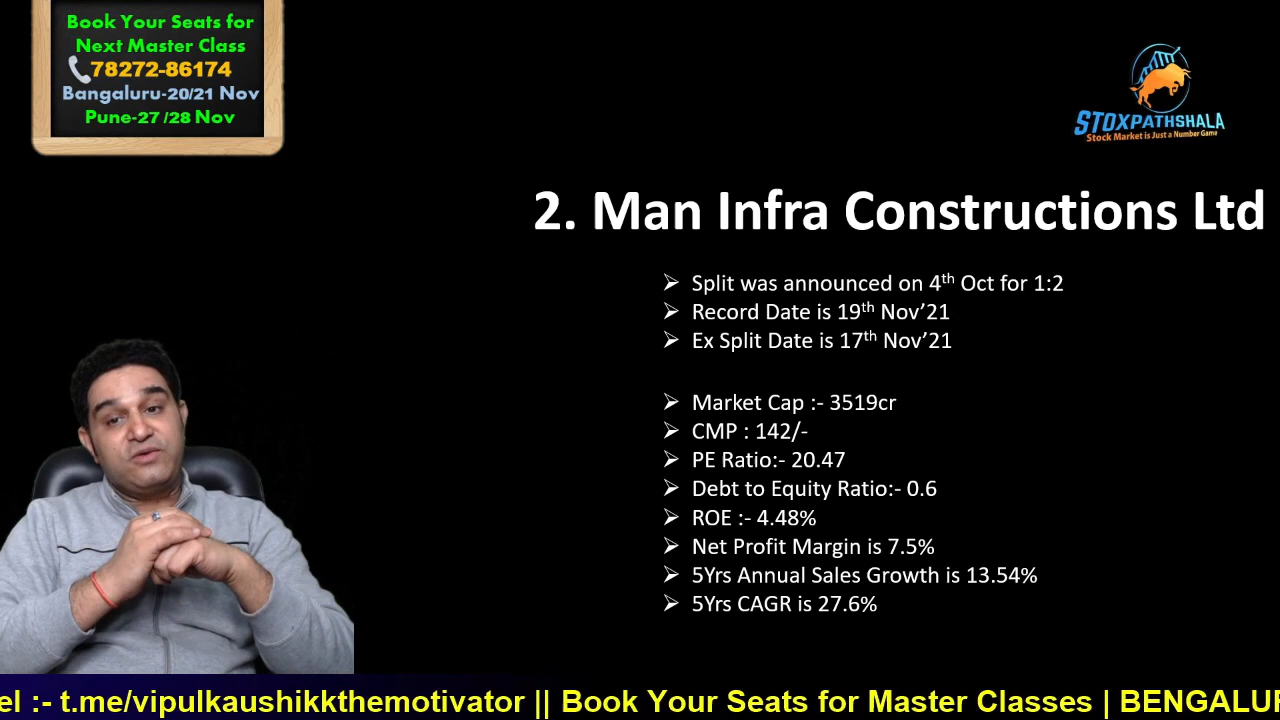 Book Your Seats for
Next Master Class
78272-86174
Bangaluru-20/21 Nov
Pune-27 /28 Nov
STOXPATHSHALA
Stock Market is Just a Number Game
2. Man Infra Constructions Ltd
➢ Split was announced on 4th Oct for 1:2
➢ Record Date is 19th Nov’21
➢ Ex Split Date is 17th Nov’21
➢ Market Cap :- 3519cr
➢ CMP : 142/-
➢ PE Ratio:- 20.47
➢ Debt to Equity Ratio:- 0.6
➢ ROE :- 4.48%
➢ Net Profit Margin is 7.5%
➢ 5Yrs Annual Sales Growth is 13.54%
➢ 5Yrs CAGR is 27.6%
el :- t.me/vipulkaushikkthemotivator || Book Your Seats for Master Classes | BENGALUR